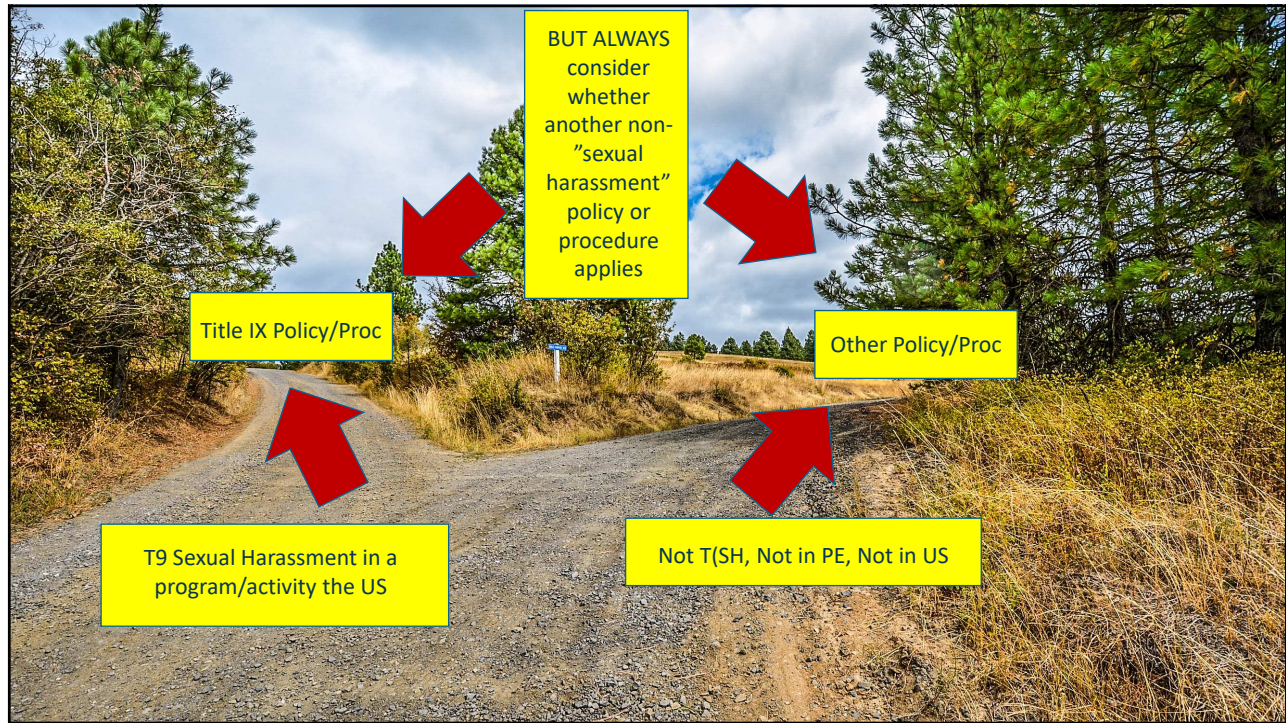 BUT ALWAYS
consider
whether
another non-
”sexual
harassment”
policy or
procedure
applies
Title IX Policy/Proc
Other Policy/Proc
T9 Sexual Harassment in a
program/activity the US
Not T(SH, Not in PE, Not in US